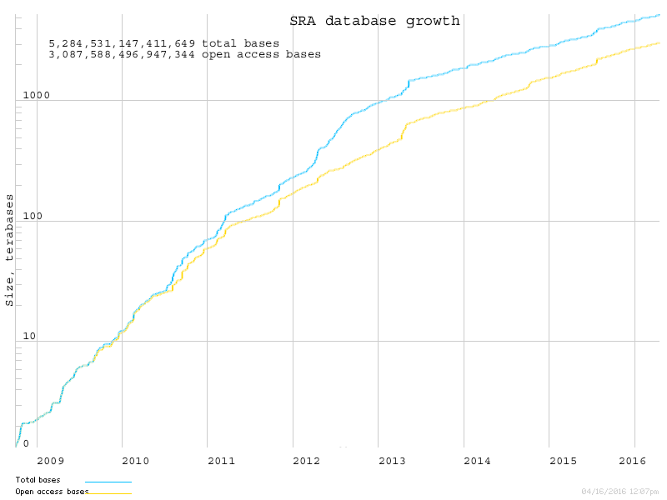 SRA database growth
5,284,531,147,411,649 total bases
3,087,588,496,947,344 open access bases
1000
100
10
0
Size, terabases
2009 2010 2011 2012 2013 2014 2015 2016
Total bases
Open access bases
04/16/2016 12:07pm